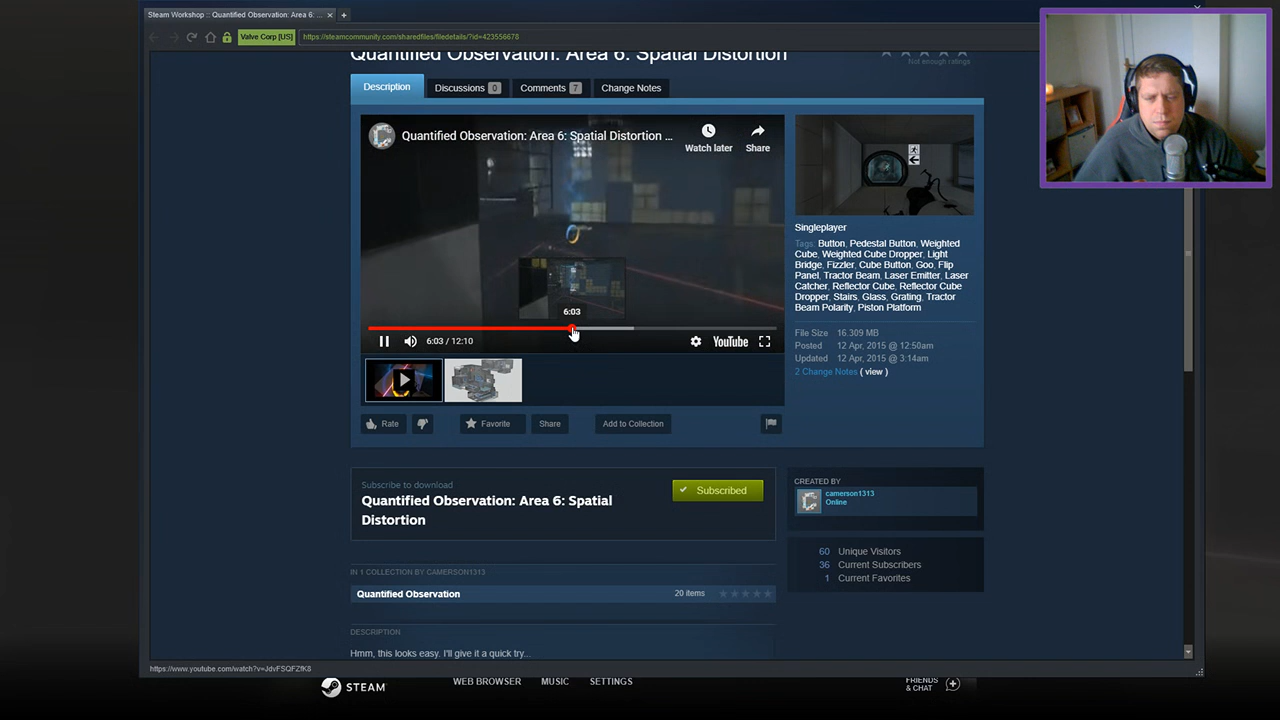 Steam Workshop :: Quantified Observation: Area 6: ...
Valve Corp [US]
https://steamcommunity.com/sharedfiles/filedetails/?id=423556678
Quantified Observation: Area 6: Spatial Distortion
Not enough ratings
Description
Discussions 0
Comments 7
Change Notes
Quantified Observation: Area 6: Spatial Distortion ...
Watch later
Share
6:03
6:03 / 12:10
YouTube
Singleplayer
Tags: Button, Pedestal Button, Weighted
Cube, Weighted Cube Dropper, Light
Bridge, Fizzler, Cube Button, Goo, Flip
Panel, Tractor Beam, Laser Emitter, Laser
Catcher, Reflector Cube, Reflector Cube
Dropper, Stairs, Glass, Grating, Tractor
Beam Polarity, Piston Platform
File Size 16.309 MB
Posted 12 Apr, 2015 @ 12:50am
Updated 12 Apr, 2015 @ 3:14am
2 Change Notes ( view )
Rate
Favorite
Share
Add to Collection
Subscribe to download
Quantified Observation: Area 6: Spatial
Distortion
Subscribed
CREATED BY
camerson1313
Online
60 Unique Visitors
36 Current Subscribers
1 Current Favorites
IN 1 COLLECTION BY CAMERSON1313
Quantified Observation
20 items
DESCRIPTION
Hmm, this looks easy. I'll give it a quick try...
https://www.youtube.com/watch?v=JdvFSQFZfK8
STEAM
WEB BROWSER
MUSIC
SETTINGS
FRIENDS
& CHAT